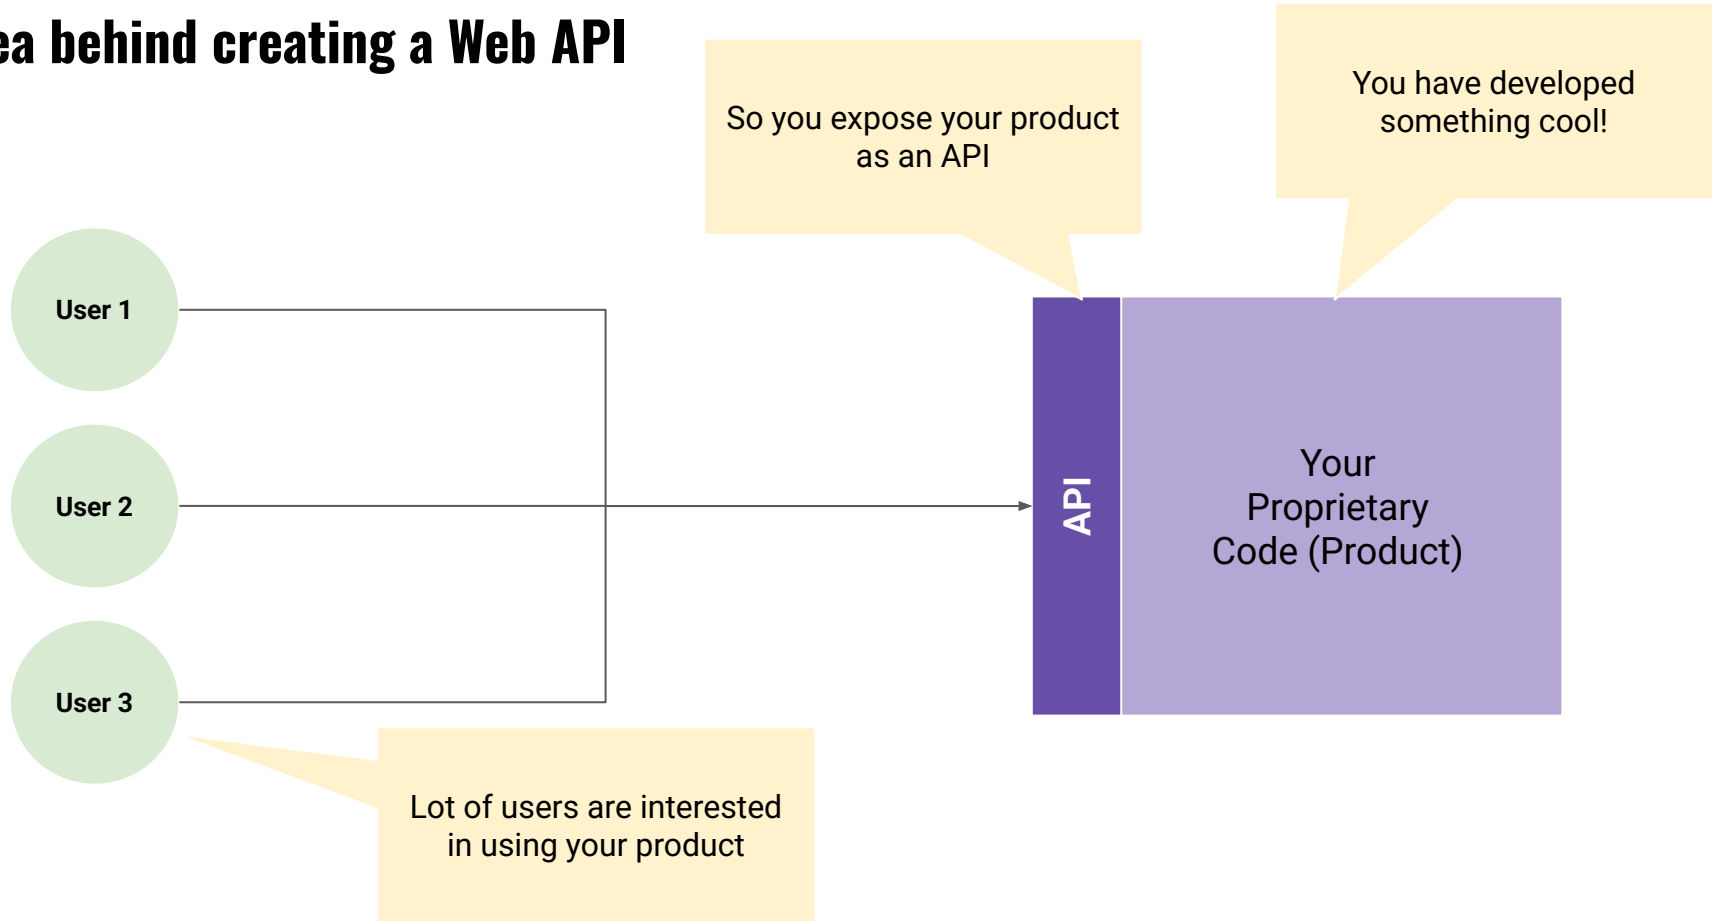 ea behind creating a Web API
So you expose your product
as an API
You have developed
something cool!
User 1
User 2
User 3
API
Your
Proprietary
Code (Product)
Lot of users are interested
in using your product